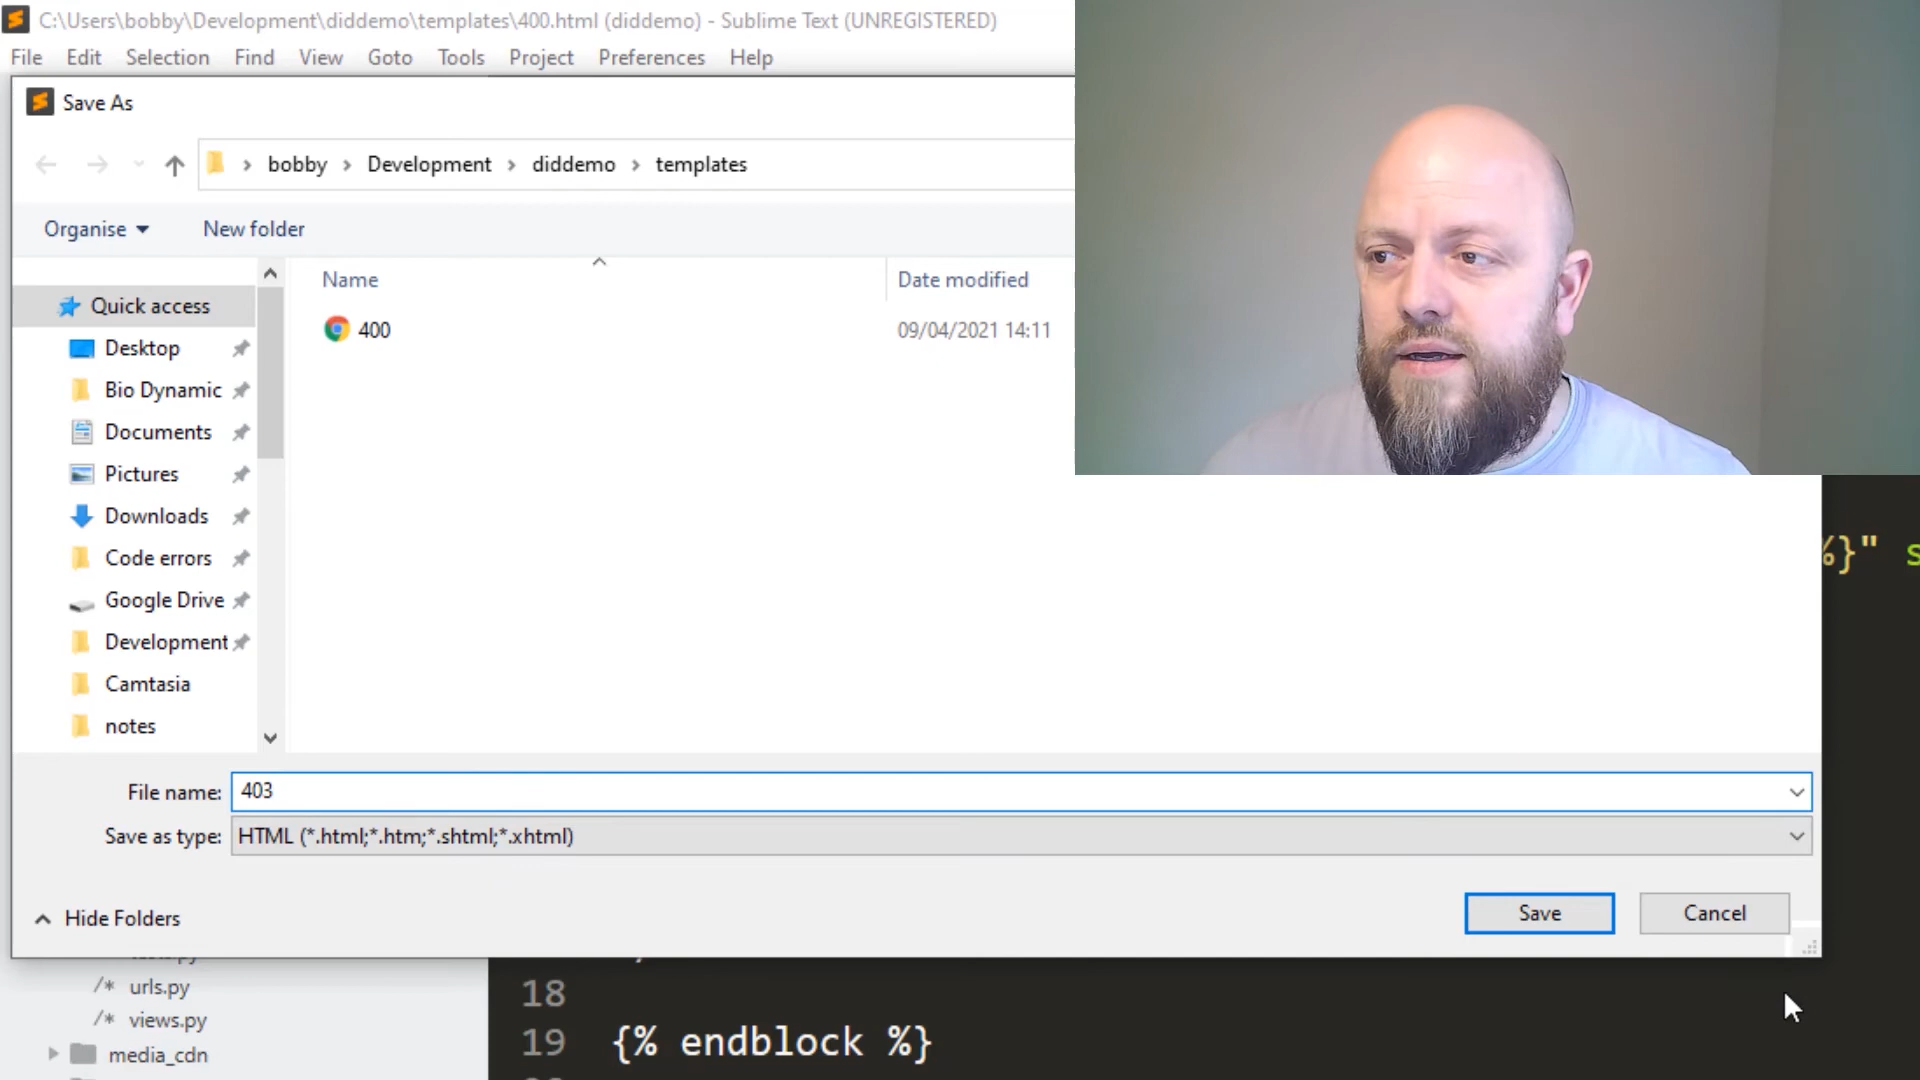 C:\Users\bobby\Development\diddemo\templates\400.html (diddemo) - Sublime Text (UNREGISTERED)
File Edit Selection Find View Goto Tools Project Preferences Help
Save As
bobby Development diddemo templates
Organise New folder
Name Date modified
Quick access
400 09/04/2021 14:11
Desktop
Bio Dynamic
Documents
Pictures
Downloads
Code errors
Google Drive
Development
Camtasia
notes
%}" s
File name: 403
Save as type: HTML (*.html;*.htm;*.shtml;*.xhtml)
Save Cancel
Hide Folders
/* urls.py
18
/* views.py
19 {% endblock %}
media_cdn